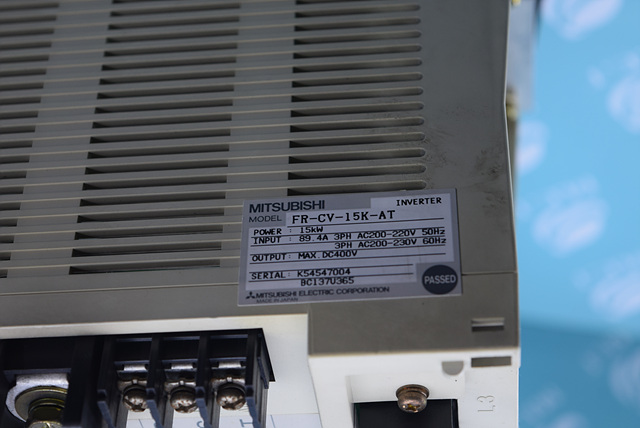 MITSUBISHI INVERTER
MODEL FR-CV-15K-AT
POWER : 15kW
INPUT : 89.4A 3PH AC200-220V 50Hz
3PH AC200-230V 60Hz
OUTPUT: MAX.DC400V
SERIAL: K54547004
BC137U365
PASSED
MITSUBISHI ELECTRIC CORPORATION
MADE IN JAPAN
L3